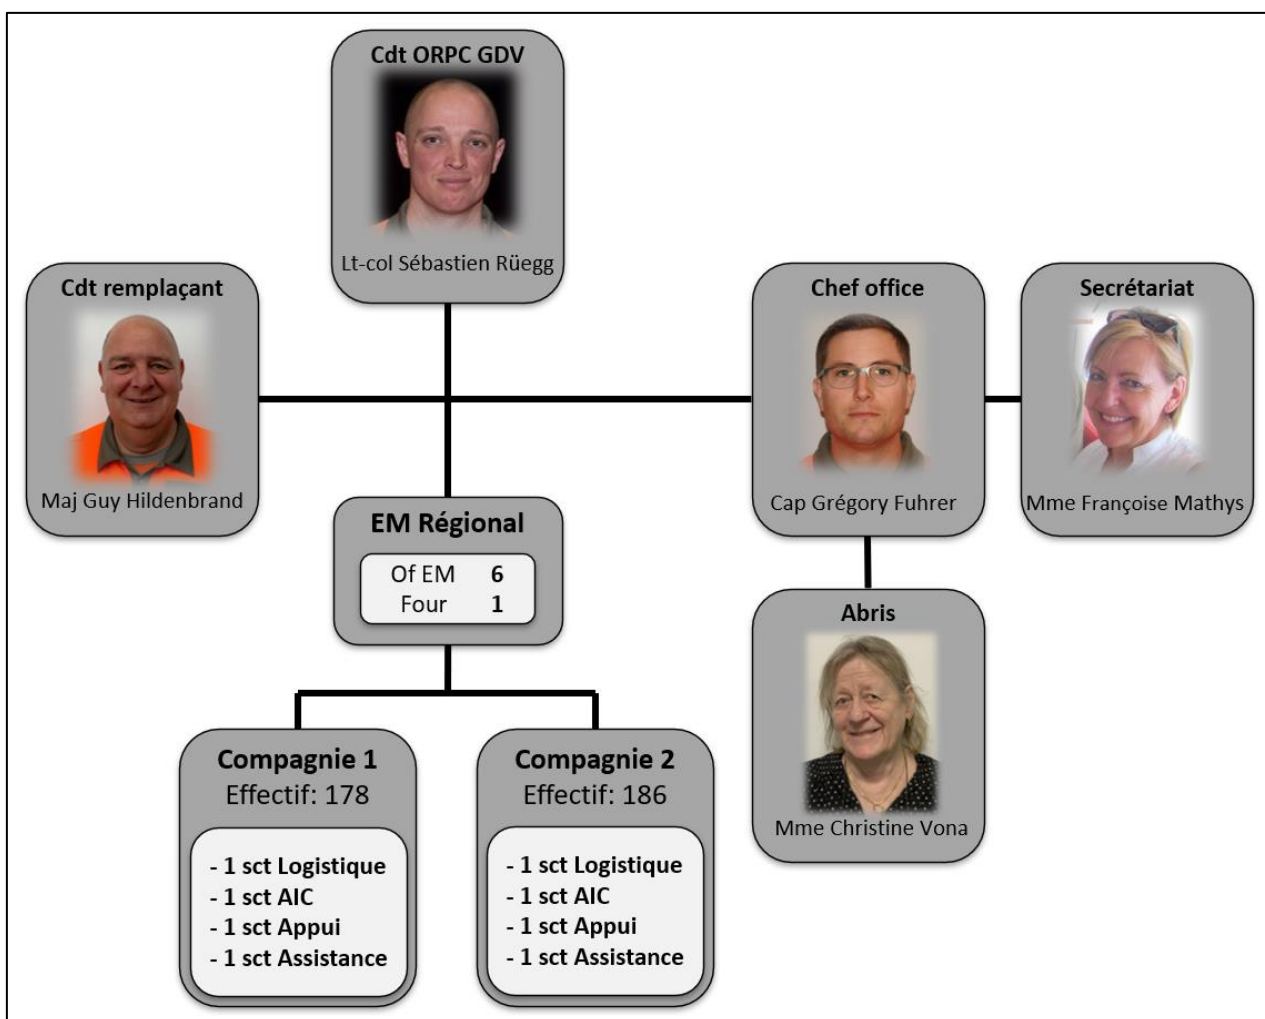 Cdt ORPC GDV
Lt-col Sébastien Rüegg
Cdt remplaçant
Maj Guy Hildenbrand
Chef office
Cap Grégory Fuhrer
Secrétariat
Mme Françoise Mathys
EM Régional
Of EM 6
Four 1
Abris
Mme Christine Vona
Compagnie 1
Effectif: 178
- 1 sct Logistique
- 1 sct AIC
- 1 sct Appui
- 1 sct Assistance
Compagnie 2
Effectif: 186
- 1 sct Logistique
- 1 sct AIC
- 1 sct Appui
- 1 sct Assistance